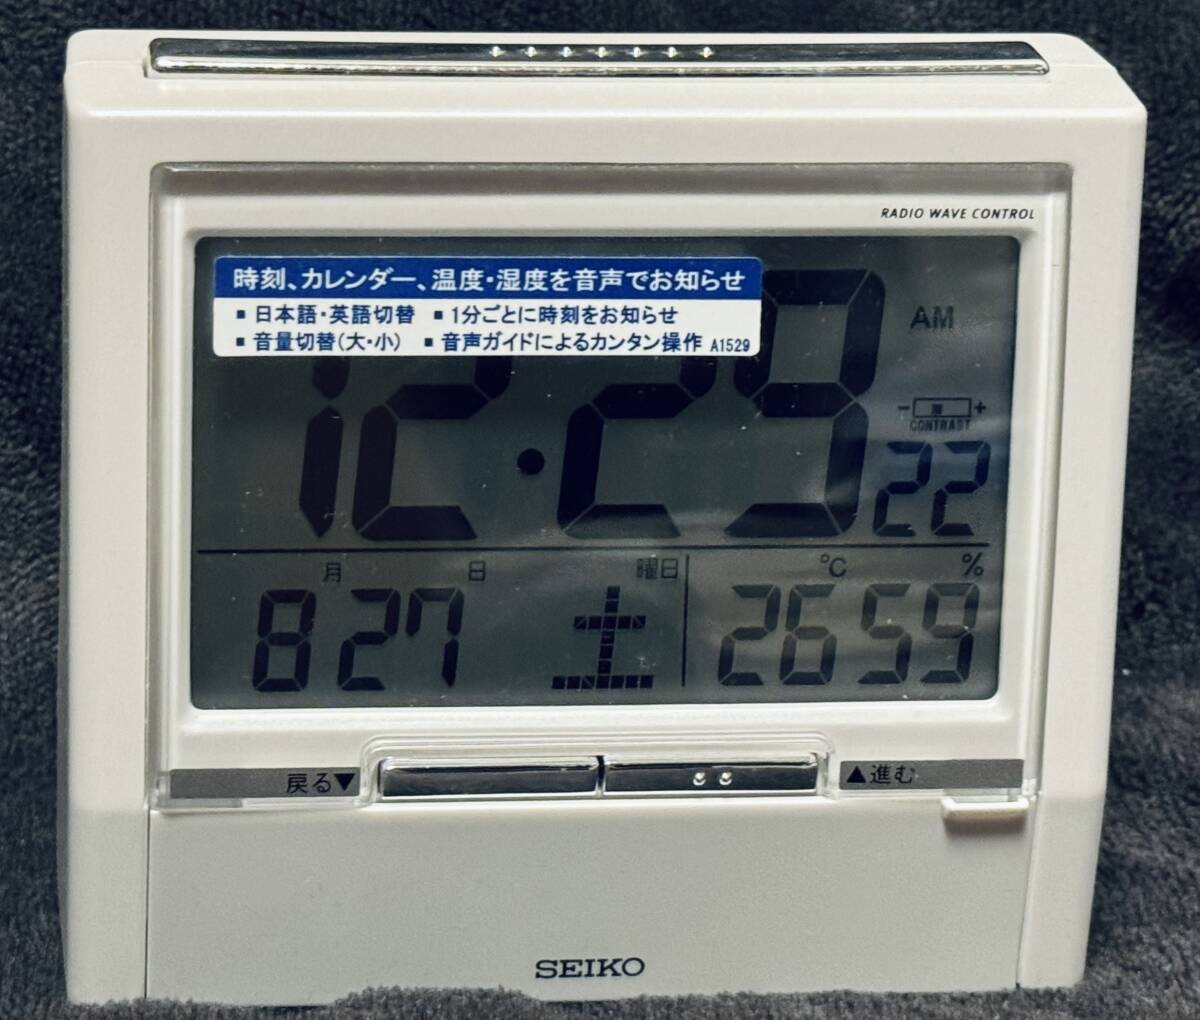 RADIO WAVE CONTROL
時刻、カレンダー、温度・湿度を音声でお知らせ
■ 日本語・英語切替 ■ 1分ごとに時刻をお知らせ
■ 音量切替(大・小) ■ 音声ガイドによるカンタン操作 A1529
AM
12:29
- +
CONTRAST
22
月 日 曜日 ℃ %
8 27 土 26 59
戻る▼ ▲進む
SEIKO